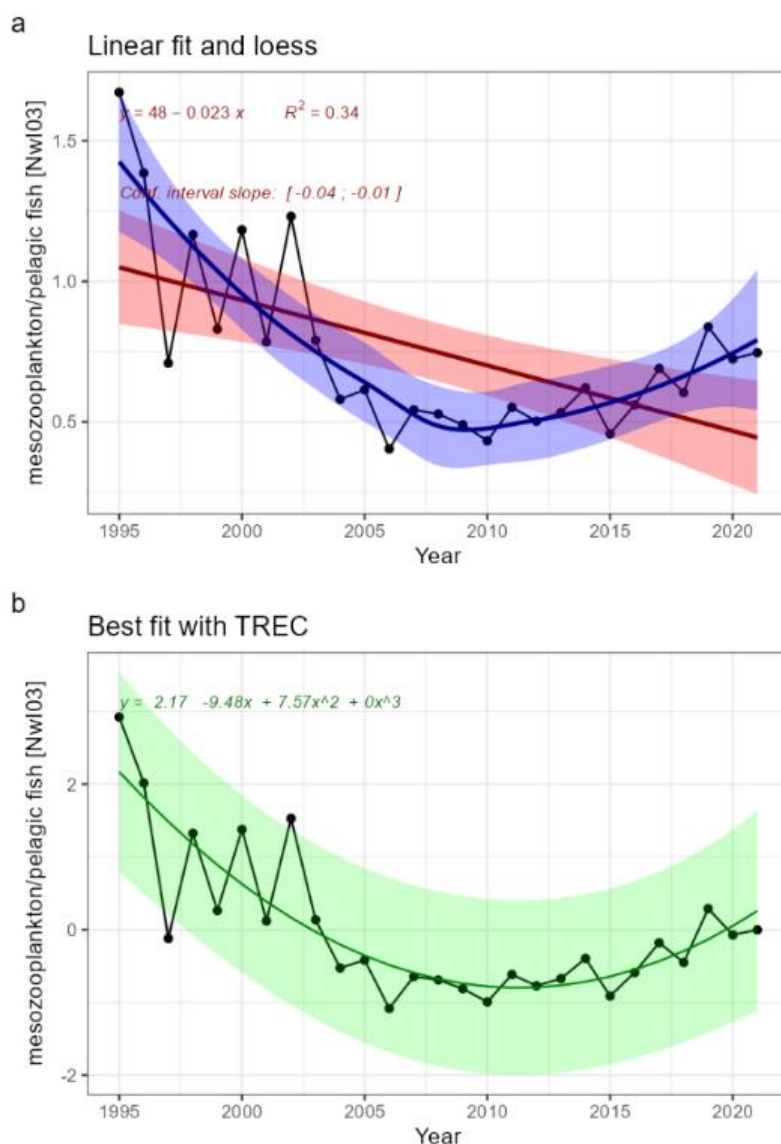 a
Linear fit and loess
mesozooplankton/pelagic fish [NwI03]
1.5
1.0
0.5
y = 48 − 0.023 x R² = 0.34
Conf. interval slope: [ -0.04 ; -0.01 ]
1995 2000 2005 2010 2015 2020
Year
b
Best fit with TREC
mesozooplankton/pelagic fish [NwI03]
2
0
-2
y = 2.17 -9.48x + 7.57x^2 + 0x^3
1995 2000 2005 2010 2015 2020
Year